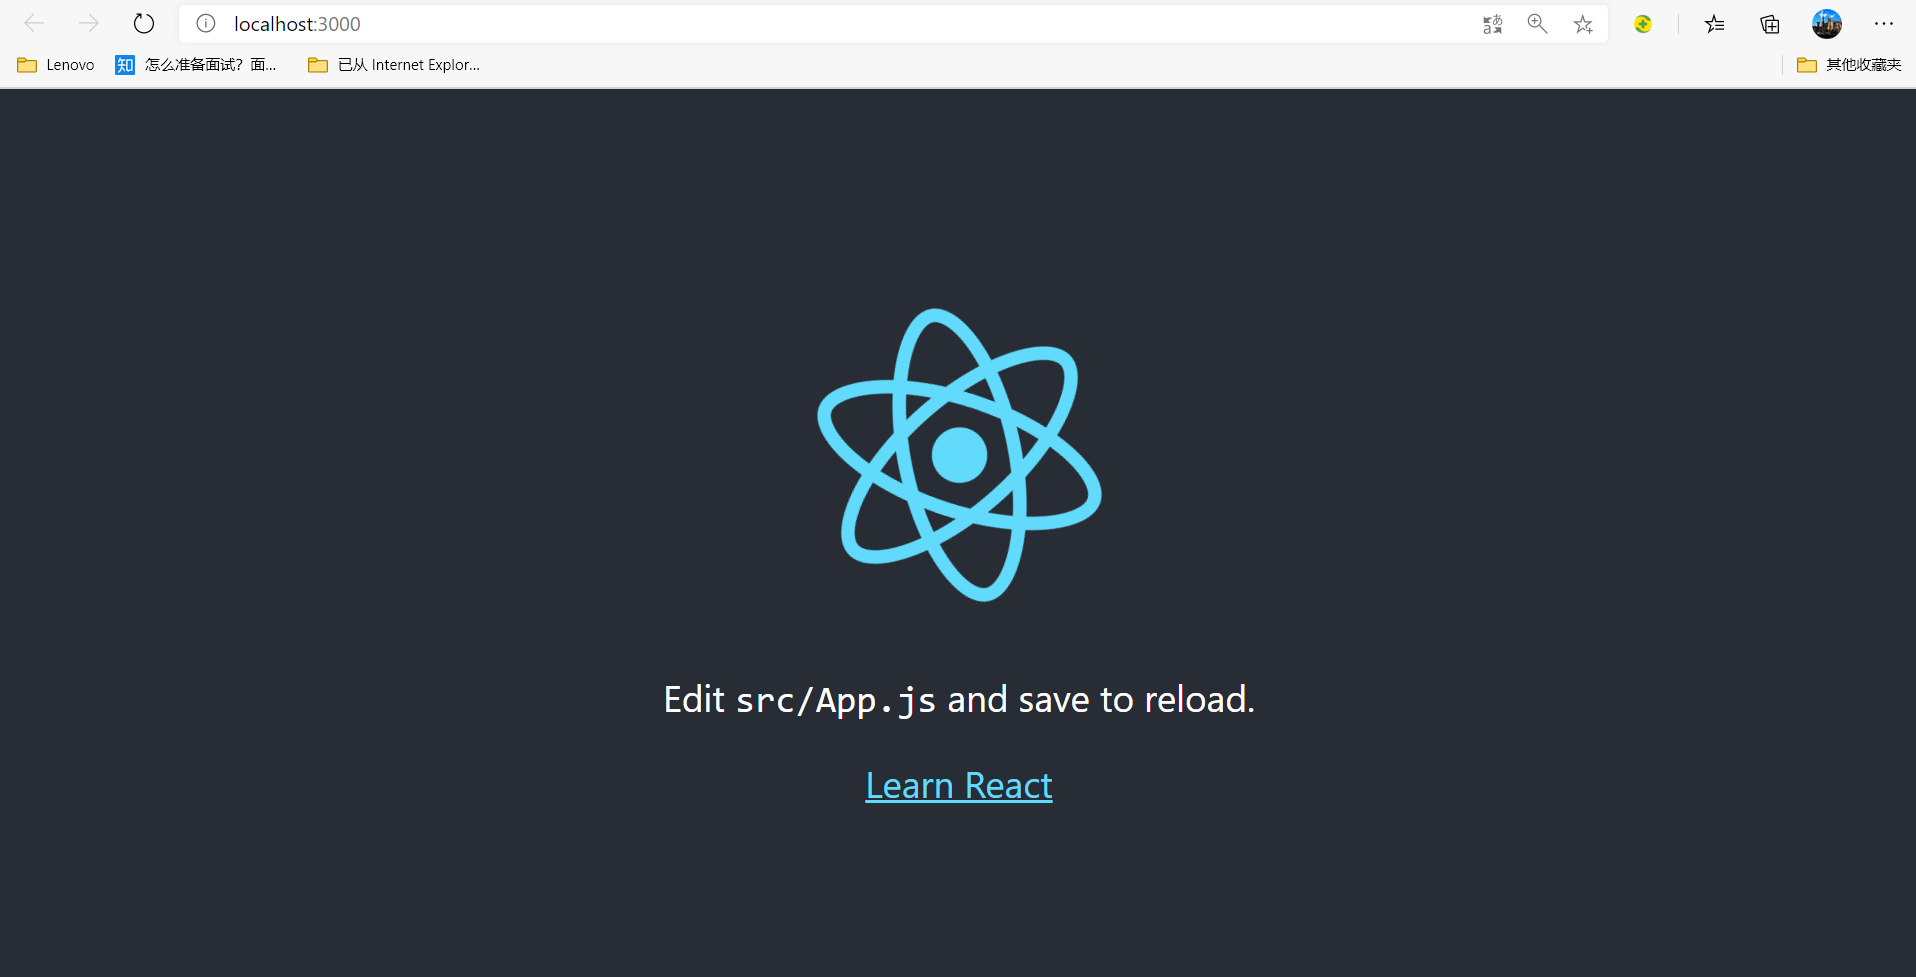 localhost:3000
Lenovo 知 怎么准备面试? 面... 已从 Internet Explor... 其他收藏夹
Edit src/App.js and save to reload.
Learn React